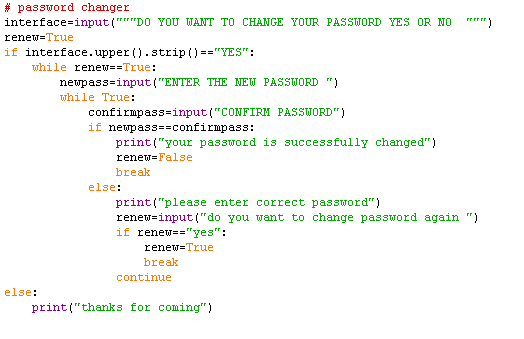 # password changer
interface=input("""DO YOU WANT TO CHANGE YOUR PASSWORD YES OR NO  """)
renew=True
if interface.upper().strip()=="YES":
    while renew==True:
        newpass=input("ENTER THE NEW PASSWORD ")
        while True:
            confirmpass=input("CONFIRM PASSWORD")
            if newpass==confirmpass:
                print("your password is successfully changed")
                renew=False
                break
            else:
                print("please enter correct password")
                renew=input("do you want to change password again ")
                if renew=="yes":
                    renew=True
                    break
                continue
else:
    print("thanks for coming")